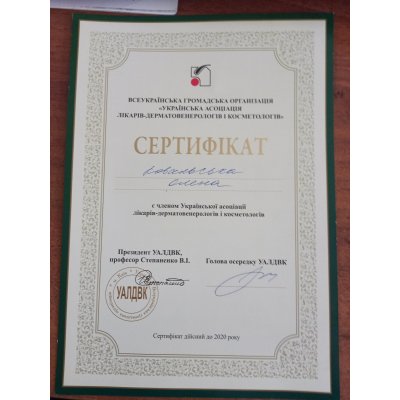 ВСЕУКРАЇНСЬКА ГРОМАДСЬКА ОРГАНІЗАЦІЯ
«УКРАЇНСЬКА АСОЦІАЦІЯ
ЛІКАРІВ-ДЕРМАТОВЕНЕРОЛОГІВ І КОСМЕТОЛОГІВ»
СЕРТИФІКАТ
Ковальська
Олена
є членом Української асоціації
лікарів-дерматовенерологів і косметологів
Президент УАЛДВК,
професор Степаненко В.І.
Голова осередку УАЛДВК
УАЛДВК
Сертифікат дійсний до 2020 року